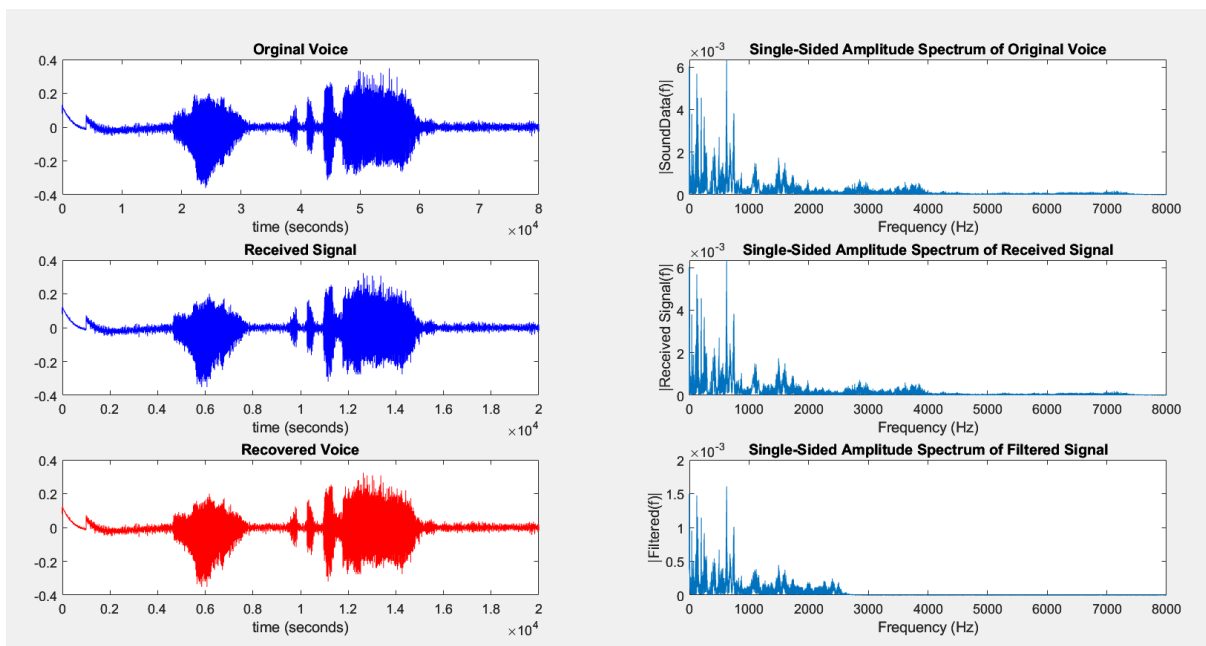 Orginal Voice
0.4
0.2
0
-0.2
-0.4
0 1 2 3 4 5 6 7 8
time (seconds)
×10^4
Single-Sided Amplitude Spectrum of Original Voice
×10^-3
|SoundData(f)|
6
4
2
0
0 1000 2000 3000 4000 5000 6000 7000 8000
Frequency (Hz)
Received Signal
0.4
0.2
0
-0.2
-0.4
0 0.2 0.4 0.6 0.8 1 1.2 1.4 1.6 1.8 2
time (seconds)
×10^4
Single-Sided Amplitude Spectrum of Received Signal
×10^-3
|Received Signal(f)|
6
4
2
0
0 1000 2000 3000 4000 5000 6000 7000 8000
Frequency (Hz)
Recovered Voice
0.4
0.2
0
-0.2
-0.4
0 0.2 0.4 0.6 0.8 1 1.2 1.4 1.6 1.8 2
time (seconds)
×10^4
Single-Sided Amplitude Spectrum of Filtered Signal
×10^-3
|Filtered(f)|
2
1.5
1
0.5
0
0 1000 2000 3000 4000 5000 6000 7000 8000
Frequency (Hz)